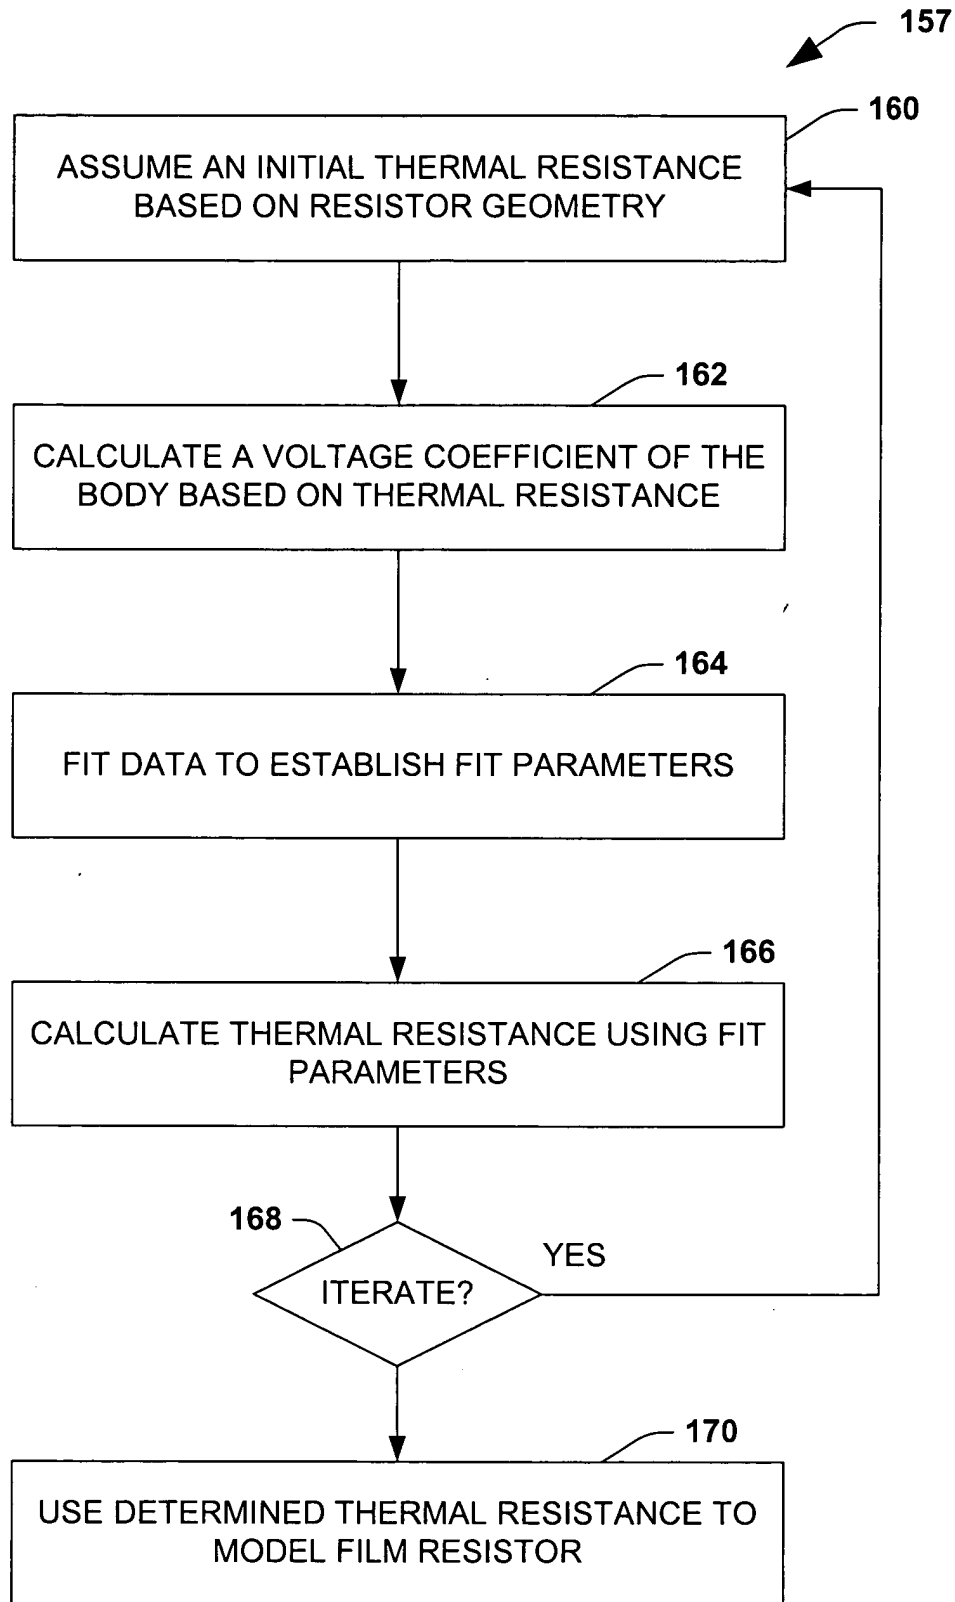 157
160
ASSUME AN INITIAL THERMAL RESISTANCE
BASED ON RESISTOR GEOMETRY
162
CALCULATE A VOLTAGE COEFFICIENT OF THE
BODY BASED ON THERMAL RESISTANCE
164
FIT DATA TO ESTABLISH FIT PARAMETERS
166
CALCULATE THERMAL RESISTANCE USING FIT
PARAMETERS
168
YES
ITERATE?
170
USE DETERMINED THERMAL RESISTANCE TO
MODEL FILM RESISTOR